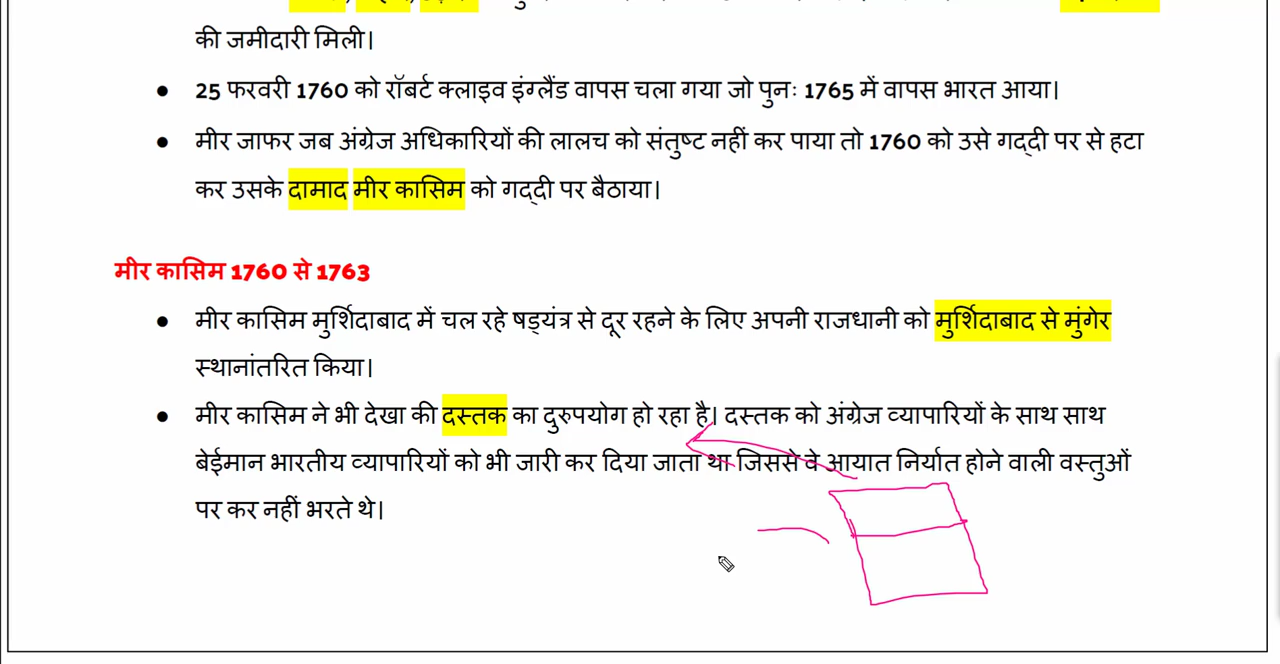 की जमीदारी मिली।
● 25 फरवरी 1760 को रॉबर्ट क्लाइव इंग्लैंड वापस चला गया जो पुनः 1765 में वापस भारत आया।
● मीर जाफर जब अंग्रेज अधिकारियों की लालच को संतुष्ट नहीं कर पाया तो 1760 को उसे गद्दी पर से हटा
कर उसके दामाद मीर कासिम को गद्दी पर बैठाया।
मीर कासिम 1760 से 1763
● मीर कासिम मुर्शिदाबाद में चल रहे षड्यंत्र से दूर रहने के लिए अपनी राजधानी को मुर्शिदाबाद से मुंगेर
स्थानांतरित किया।
● मीर कासिम ने भी देखा की दस्तक का दुरुपयोग हो रहा है। दस्तक को अंग्रेज व्यापारियों के साथ साथ
बेईमान भारतीय व्यापारियों को भी जारी कर दिया जाता था जिससे वे आयात निर्यात होने वाली वस्तुओं
पर कर नहीं भरते थे।